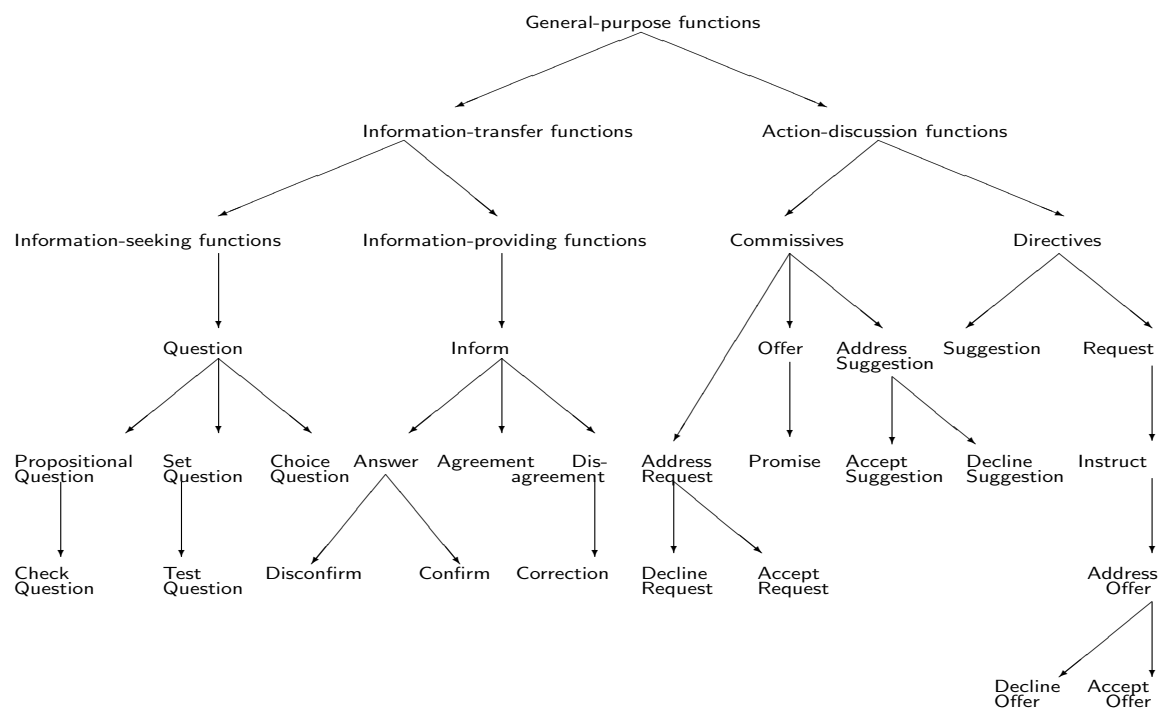 General-purpose functions
Information-transfer functions
Action-discussion functions
Information-seeking functions
Information-providing functions
Commissives
Directives
Question
Inform
Offer
Address
Suggestion
Suggestion
Request
Propositional
Question
Set
Question
Choice
Question
Answer
Agreement
Dis-
agreement
Address
Request
Promise
Accept
Suggestion
Decline
Suggestion
Instruct
Check
Question
Test
Question
Disconfirm
Confirm
Correction
Decline
Request
Accept
Request
Address
Offer
Decline
Offer
Accept
Offer